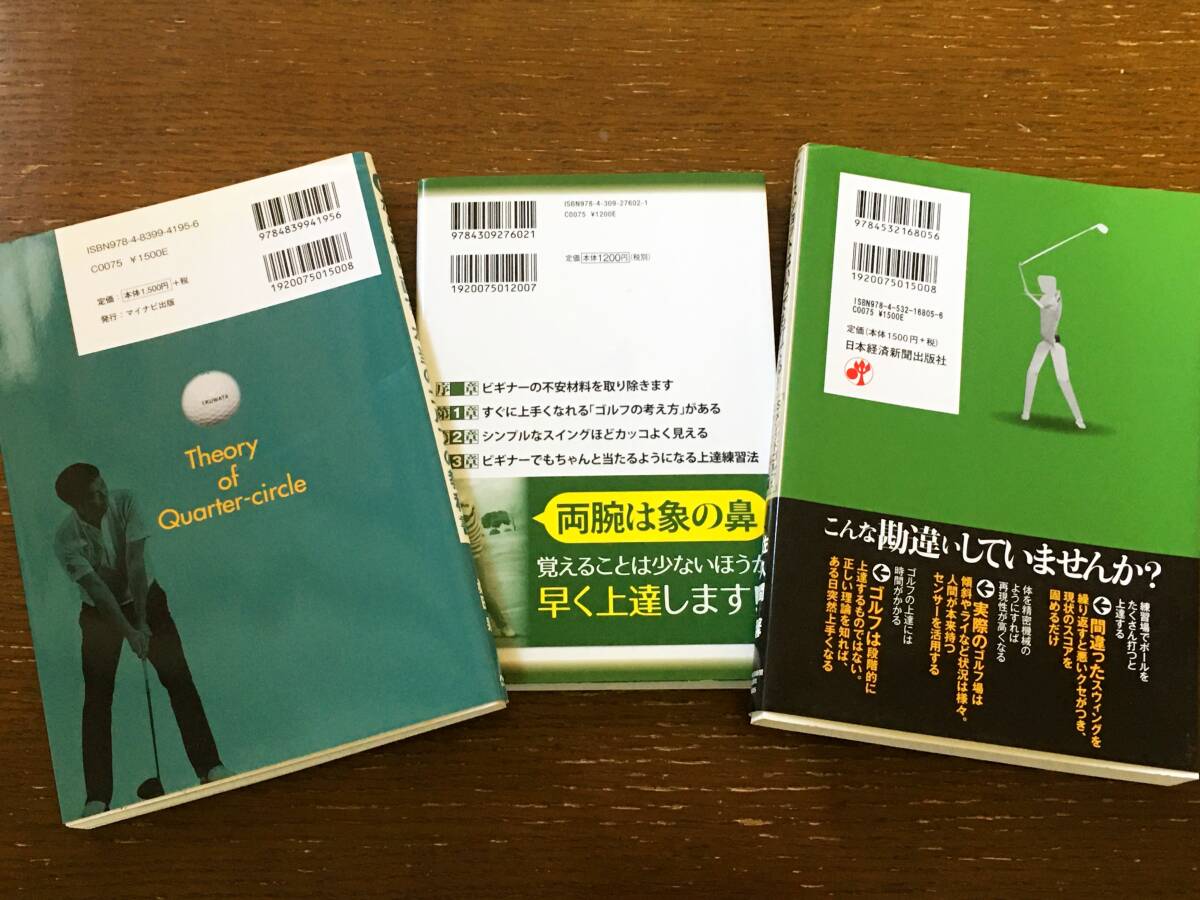 ISBN978-4-8399-4195-6
C0075 ¥1500E
定価：本体1,500円+税
発行：マイナビ出版
9784839941956
1920075015008
I.KUWATA
Theory
of
Quarter-circle
9784309276021
1920075012007
ISBN978-4-309-27602-1
C0075 ¥1200E
定価 本体1200円(税別)
序 章 ビギナーの不安材料を取り除きます
第1章 すぐに上手くなれる「ゴルフの考え方」がある
2章 シンプルなスイングほどカッコよく見える
3章 ビギナーでもちゃんと当たるようになる上達練習法
両腕は象の鼻
覚えることは少ないほうが
早く上達します
9784532168056
1920075015008
ISBN978-4-532-16805-6
C0075 ¥1500E
定価(本体1500円+税)
日本経済新聞出版社
こんな勘違いしていませんか?
練習場でボールを
たくさん打つと
上達する
←間違ったスウィングを
繰り返すと悪いクセがつき、
現状のスコアを
固めるだけ
体を精密機械の
ようにすれば
再現性が高くなる
←実際のゴルフ場は
傾斜やライなど状況は様々。
人間が本来持つ
センサーを活用する
ゴルフの上達には
時間がかかる
←ゴルフは段階的に
上達するものではない。
正しい理論を知れば、
ある日突然上手くなる